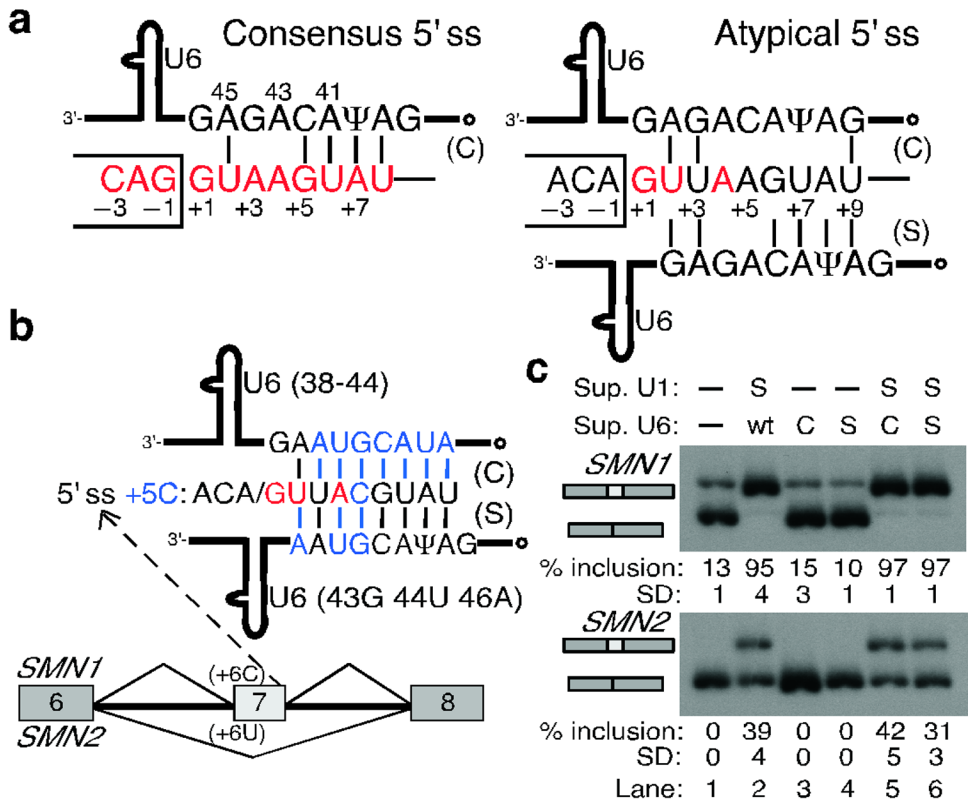 a
Consensus 5' ss
Atypical 5' ss
U6
45 43 41
3'- GAGACAΨAG
(C)
CAG GUAAGUAU
−3 −1 +1 +3 +5 +7
U6
3'- GAGACAΨAG
(C)
ACA GUUAAGUAU
−3 −1 +1 +3 +5 +7 +9
(S)
3'- GAGACAΨAG
U6
b
U6 (38-44)
3'- GAAUGCAUA
(C)
5' ss +5C: ACA/GUUACGUAU
(S)
3'- AAUGCAΨAG
U6 (43G 44U 46A)
SMN1 (+6C)
6 7 8
SMN2 (+6U)
c
Sup. U1: — S — — S S
Sup. U6: — wt C S C S
SMN1
% inclusion: 13 95 15 10 97 97
SD: 1 4 3 1 1 1
SMN2
% inclusion: 0 39 0 0 42 31
SD: 0 4 0 0 5 3
Lane: 1 2 3 4 5 6